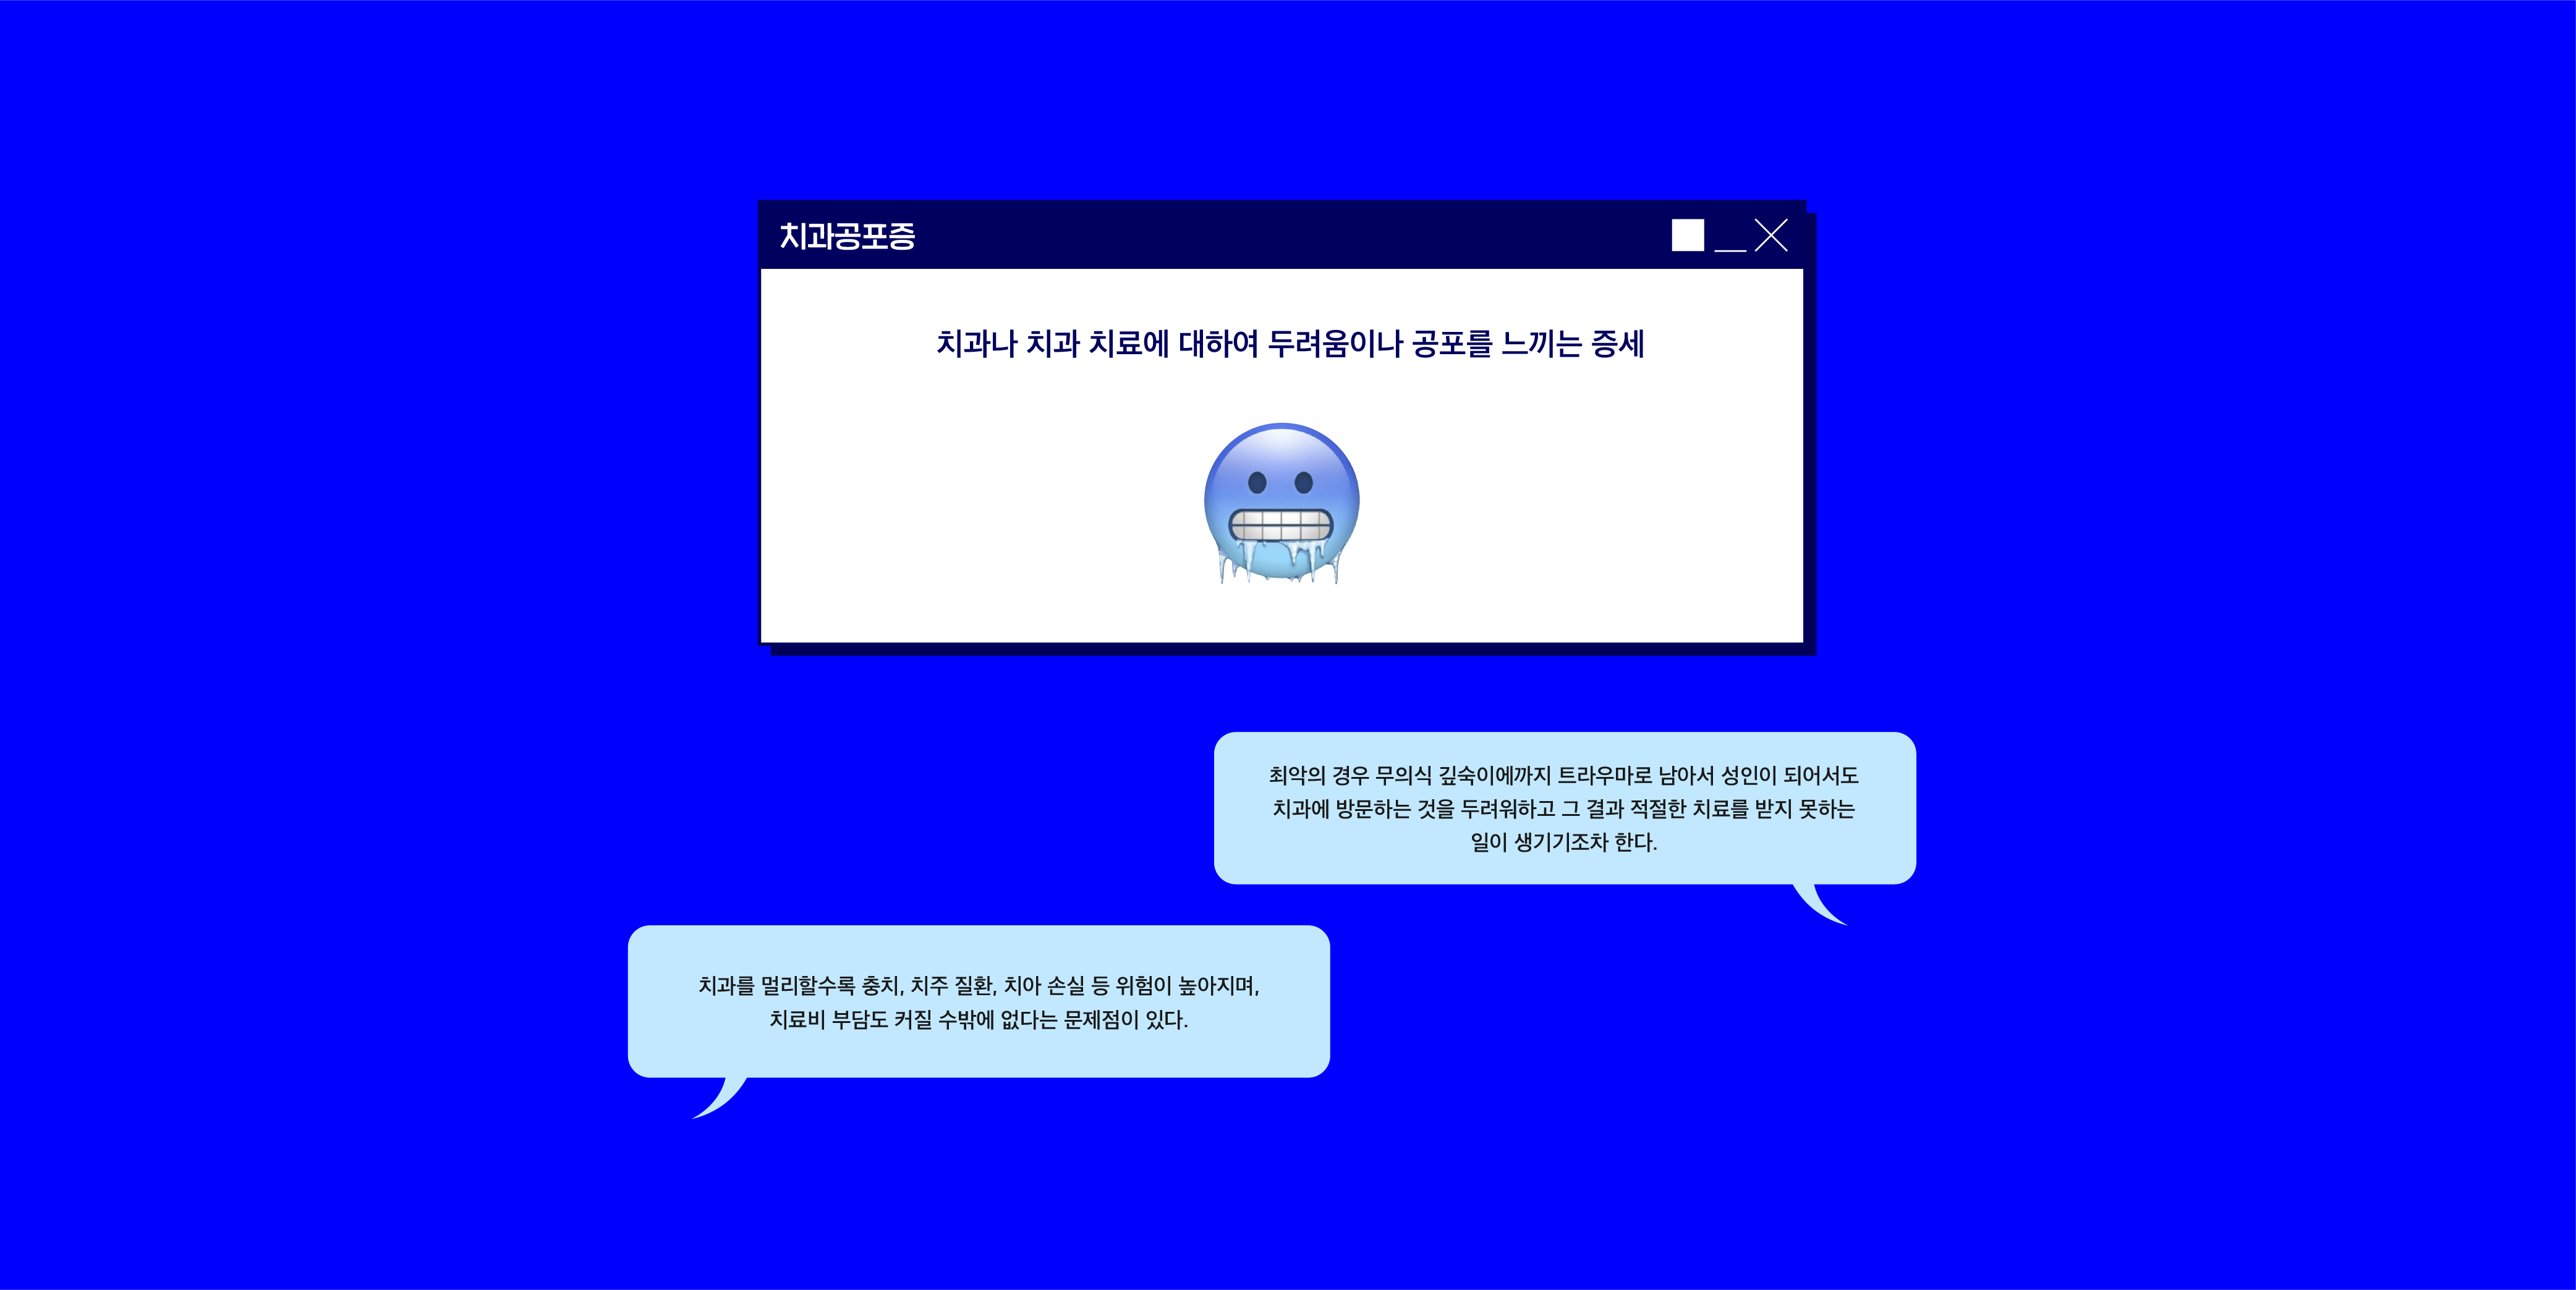 치과공포증
치과나 치과 치료에 대하여 두려움이나 공포를 느끼는 증세
최악의 경우 무의식 깊숙이에까지 트라우마로 남아서 성인이 되어서도
치과에 방문하는 것을 두려워하고 그 결과 적절한 치료를 받지 못하는
일이 생기기조차 한다.
치과를 멀리할수록 충치, 치주 질환, 치아 손실 등 위험이 높아지며,
치료비 부담도 커질 수밖에 없다는 문제점이 있다.